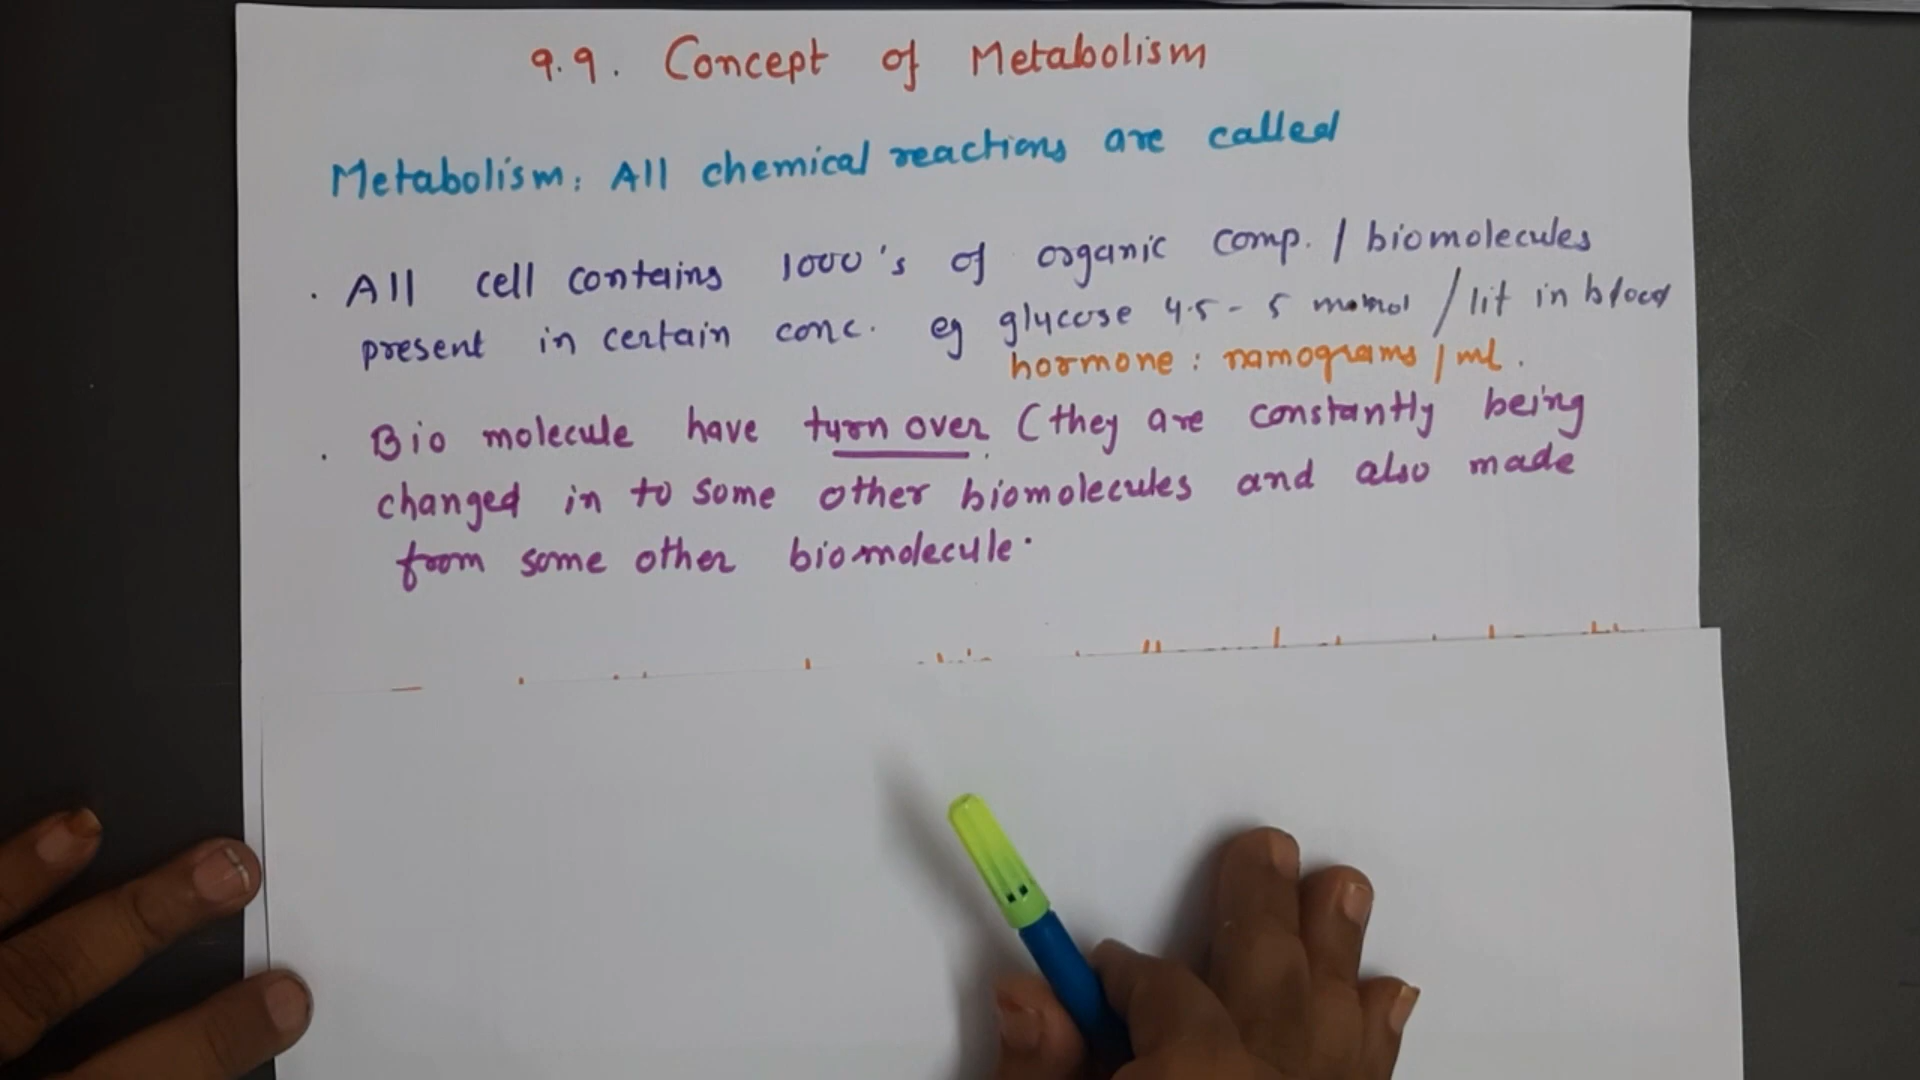 9.9. Concept of Metabolism
Metabolism: All chemical reactions are called
. All cell contains 1000's of organic comp. / biomolecules
present in certain conc. eg glucose 4.5 - 5 / lit in blood
hormone : namograms / ml.
. Bio molecule have turn over (they are constantly being
changed in to some other biomolecules and also made
from some other biomolecule.